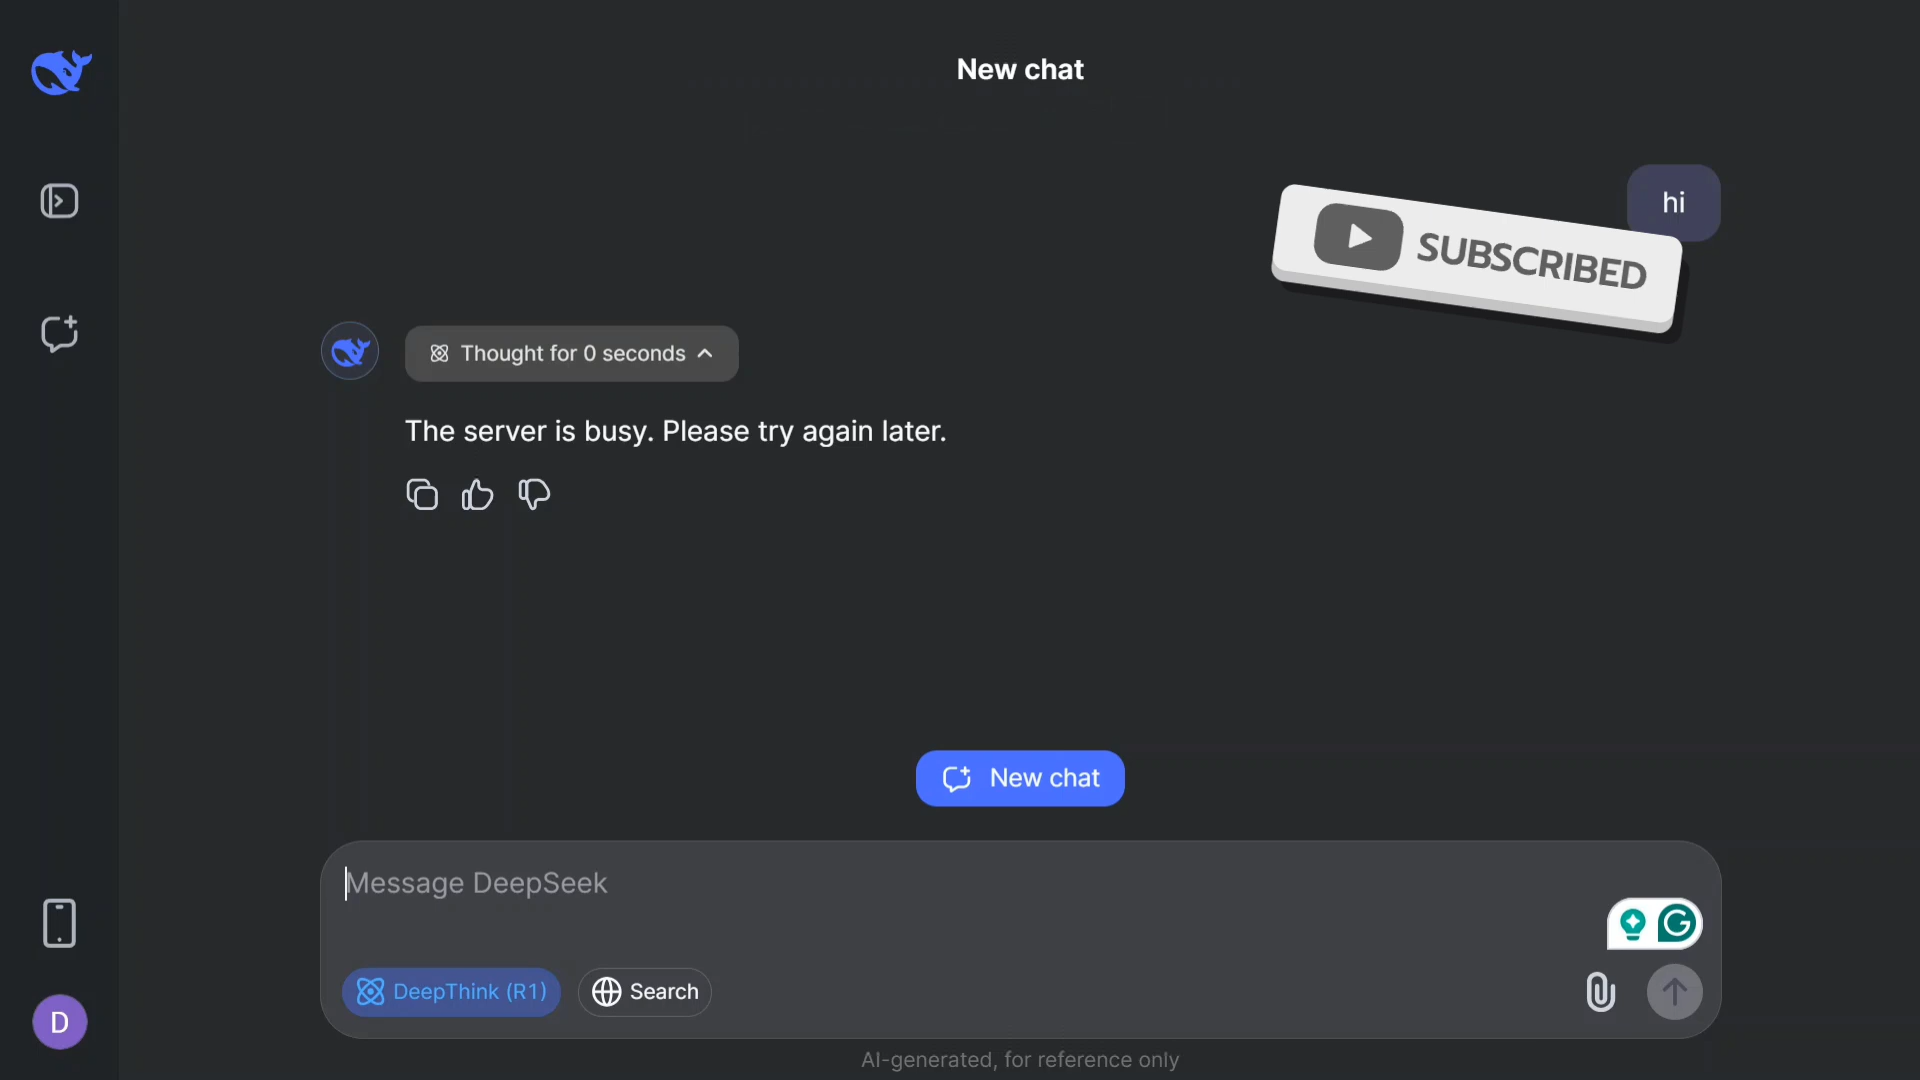 New chat
hi
SUBSCRIBED
Thought for 0 seconds
The server is busy. Please try again later.
New chat
Message DeepSeek
DeepThink (R1)
Search
D
AI-generated, for reference only